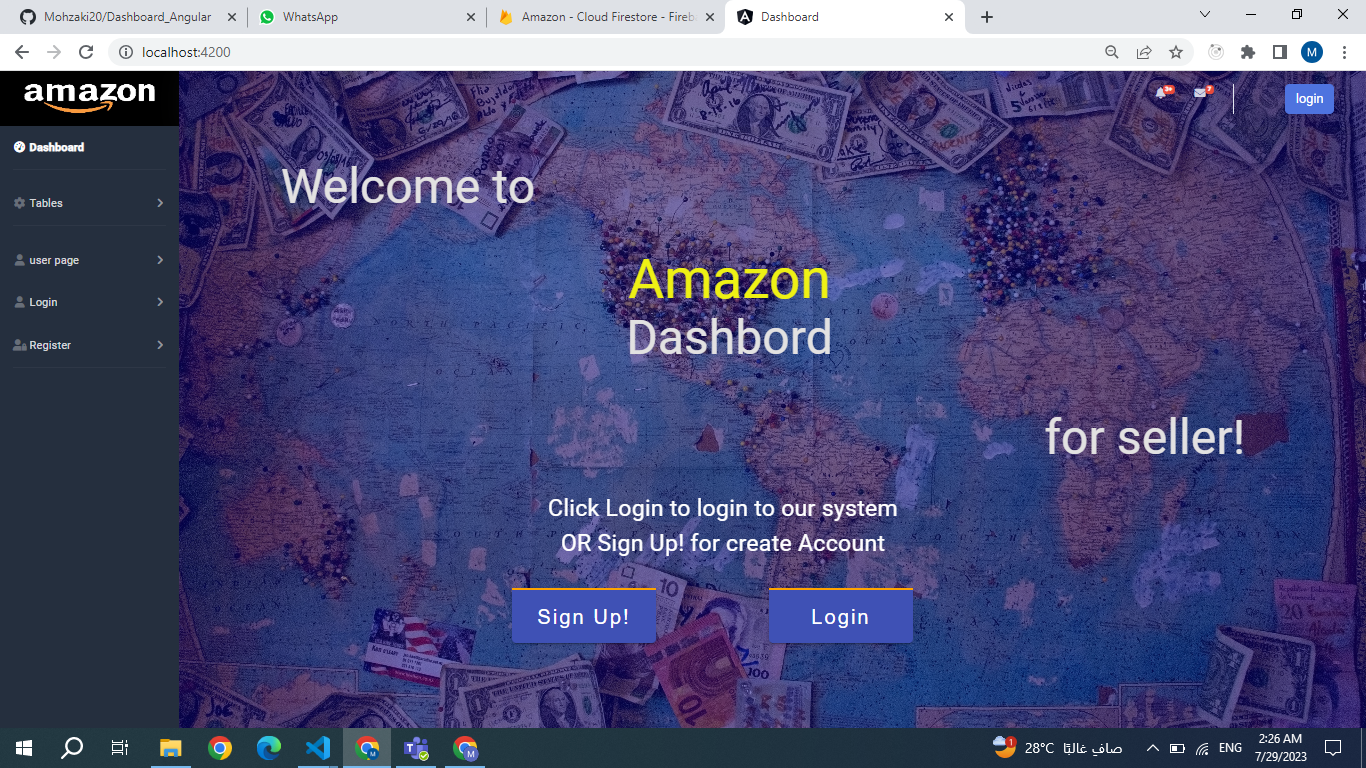 Mohzaki20/Dashboard_Angular
WhatsApp
Amazon - Cloud Firestore - Fireb
Dashboard
localhost:4200
M
amazon
3+
7
login
Dashboard
Tables
user page
Login
Register
Welcome to
Amazon
Dashbord
for seller!
Click Login to login to our system
OR Sign Up! for create Account
Sign Up!
Login
1
28°C صافٍ غالبًا
ENG
2:26 AM
7/29/2023